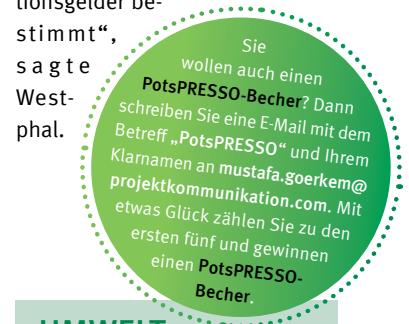 tionsgelder be-
stimmt“,
sagte
West-
phal.
Sie
wollen auch einen
PotsPRESSO-Becher? Dann
schreiben Sie eine E-Mail mit dem
Betreff „PotsPRESSO“ und Ihrem
Klarnamen an mustafa.goerkem@
projektkommunikation.com. Mit
etwas Glück zählen Sie zu den
ersten fünf und gewinnen
einen PotsPRESSO-
Becher.
UMWELT